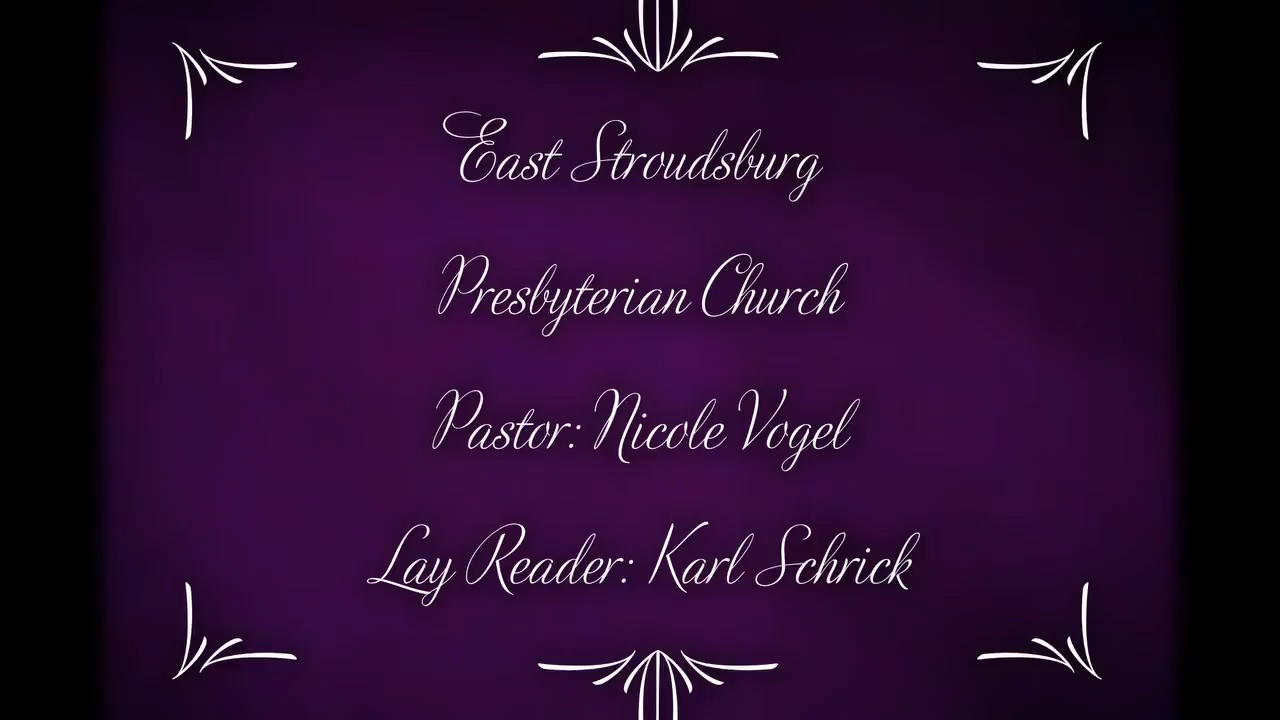 East Stroudsburg
Presbyterian Church
Pastor: Nicole Vogel
Lay Reader: Karl Schrick